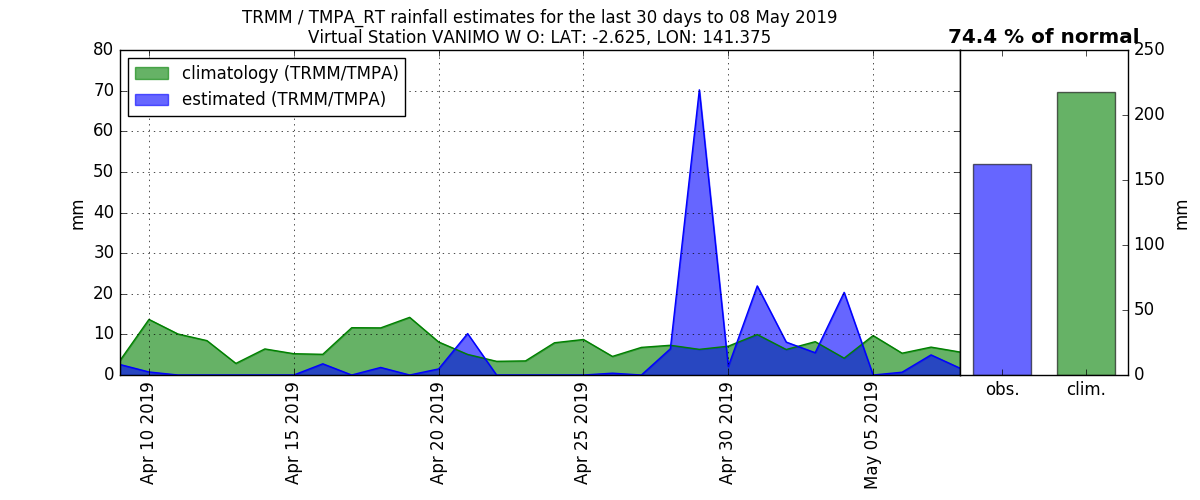 TRMM / TMPA_RT rainfall estimates for the last 30 days to 08 May 2019
Virtual Station VANIMO W O: LAT: -2.625, LON: 141.375
74.4 % of normal
climatology (TRMM/TMPA)
estimated (TRMM/TMPA)
mm
80
70
60
50
40
30
20
10
0
Apr 10 2019
Apr 15 2019
Apr 20 2019
Apr 25 2019
Apr 30 2019
May 05 2019
obs.
clim.
250
200
150
100
50
0
mm